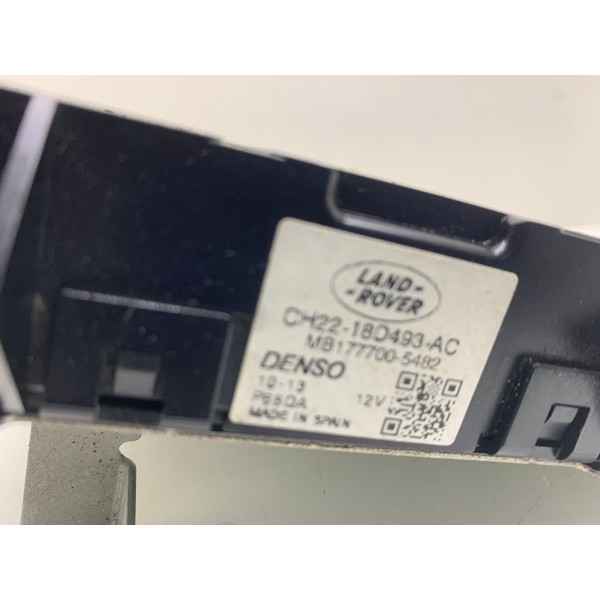 LAND-
-ROVER
CH22-18D493-AC
MB177700-5482
DENSO
12V
MADE IN SPAIN